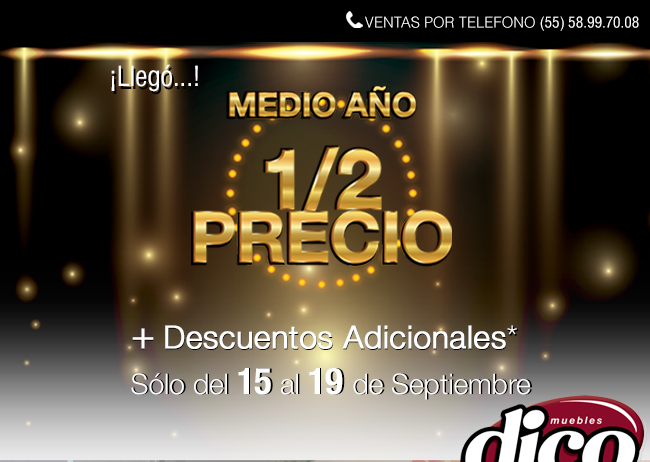 VENTAS POR TELEFONO (55) 58.99.70.08
¡Llegó...!
MEDIO AÑO
1/2
PRECIO
+ Descuentos Adicionales*
Sólo del 15 al 19 de Septiembre
muebles
dico